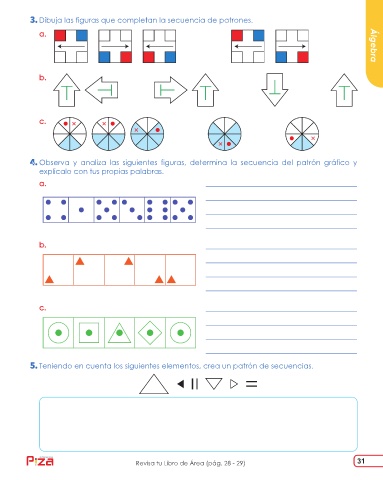 3. Dibuja las figuras que completan la secuencia de patrones.
a.
Álgebra
b.
c.
4. Observa y analiza las siguientes figuras, determina la secuencia del patrón gráfico y
explícalo con tus propias palabras.
a.
b.
c.
5. Teniendo en cuenta los siguientes elementos, crea un patrón de secuencias.
Piza
Revisa tu Libro de Área (pág. 28 - 29)
31